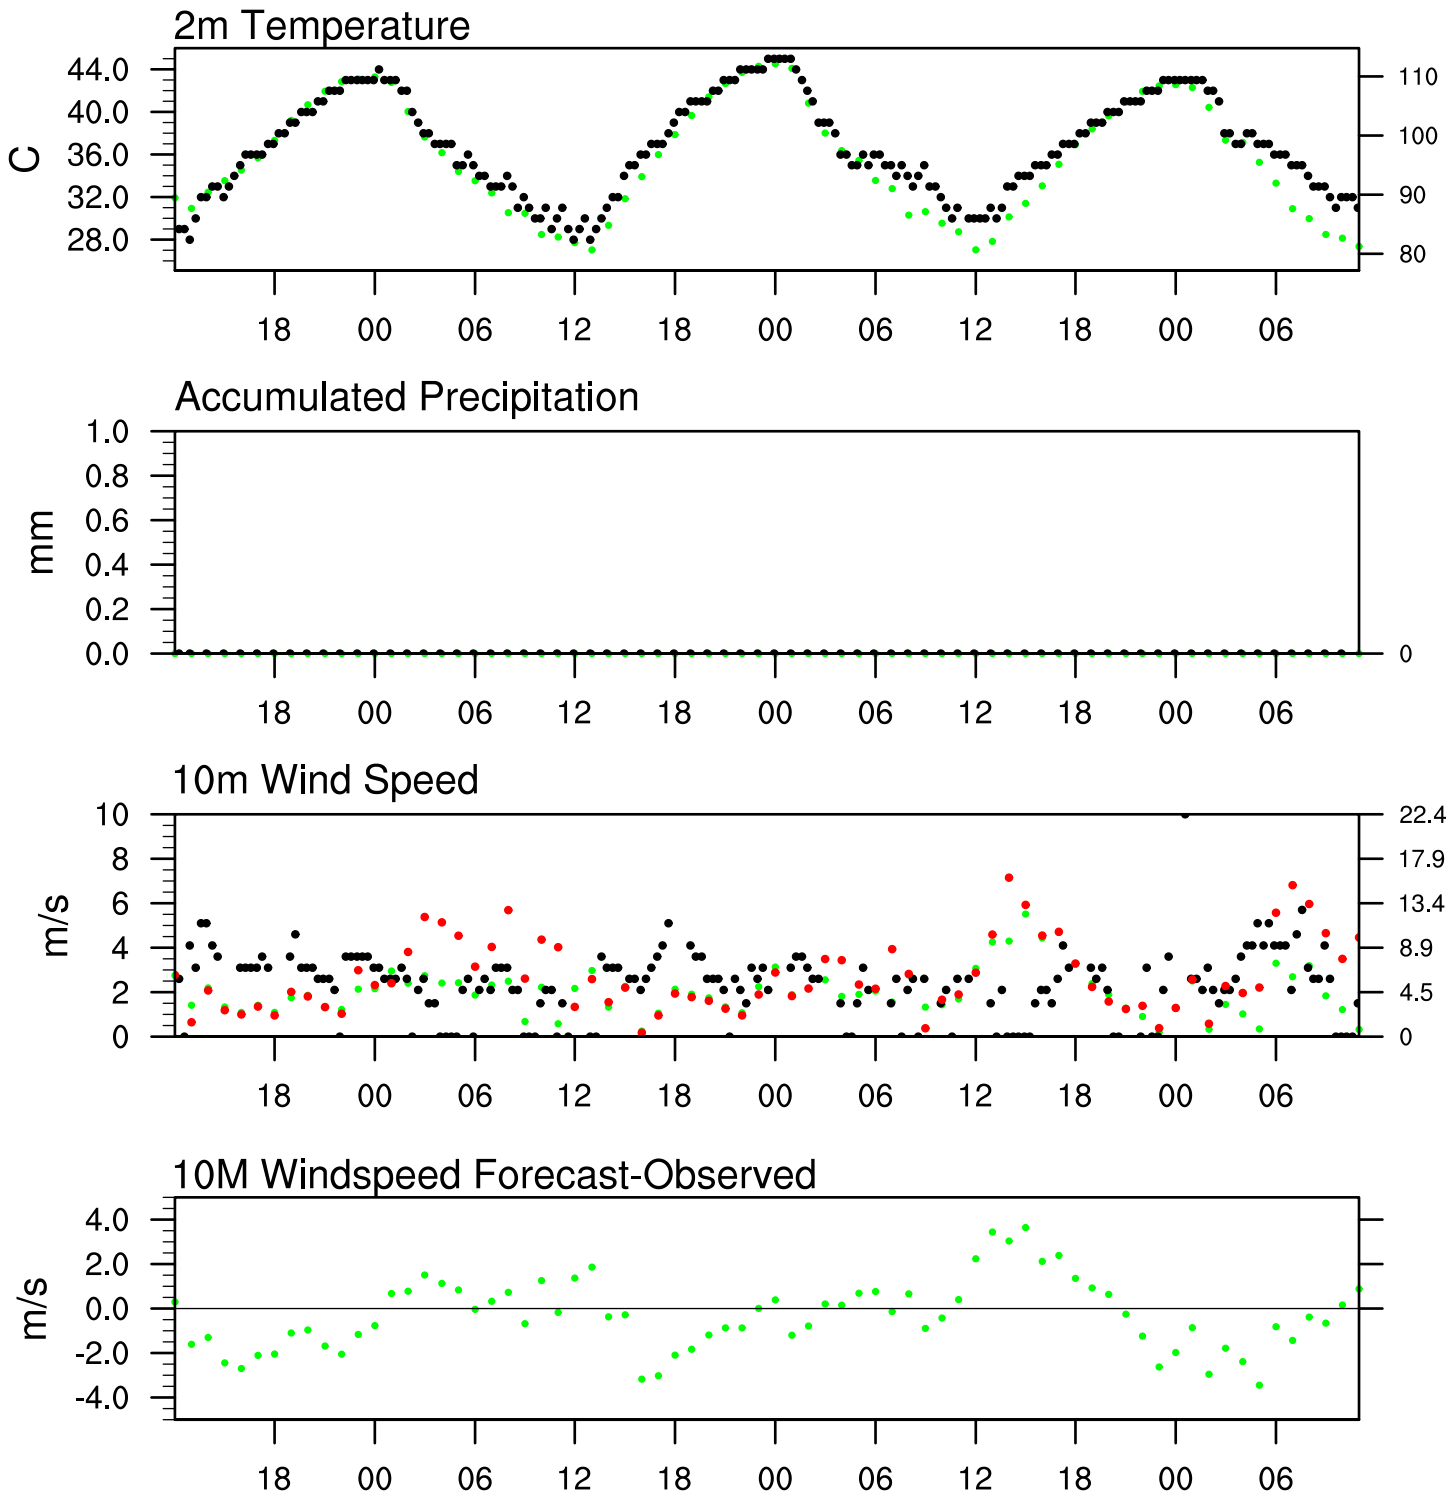 2m Temperature
44.0
40.0
36.0
32.0
28.0
C
110
100
90
80
18 00 06 12 18 00 06 12 18 00 06
Accumulated Precipitation
1.0
0.8
0.6
0.4
0.2
0.0
mm
0
18 00 06 12 18 00 06 12 18 00 06
10m Wind Speed
10
8
6
4
2
0
m/s
22.4
17.9
13.4
8.9
4.5
0
18 00 06 12 18 00 06 12 18 00 06
10M Windspeed Forecast-Observed
4.0
2.0
0.0
-2.0
-4.0
m/s
18 00 06 12 18 00 06 12 18 00 06